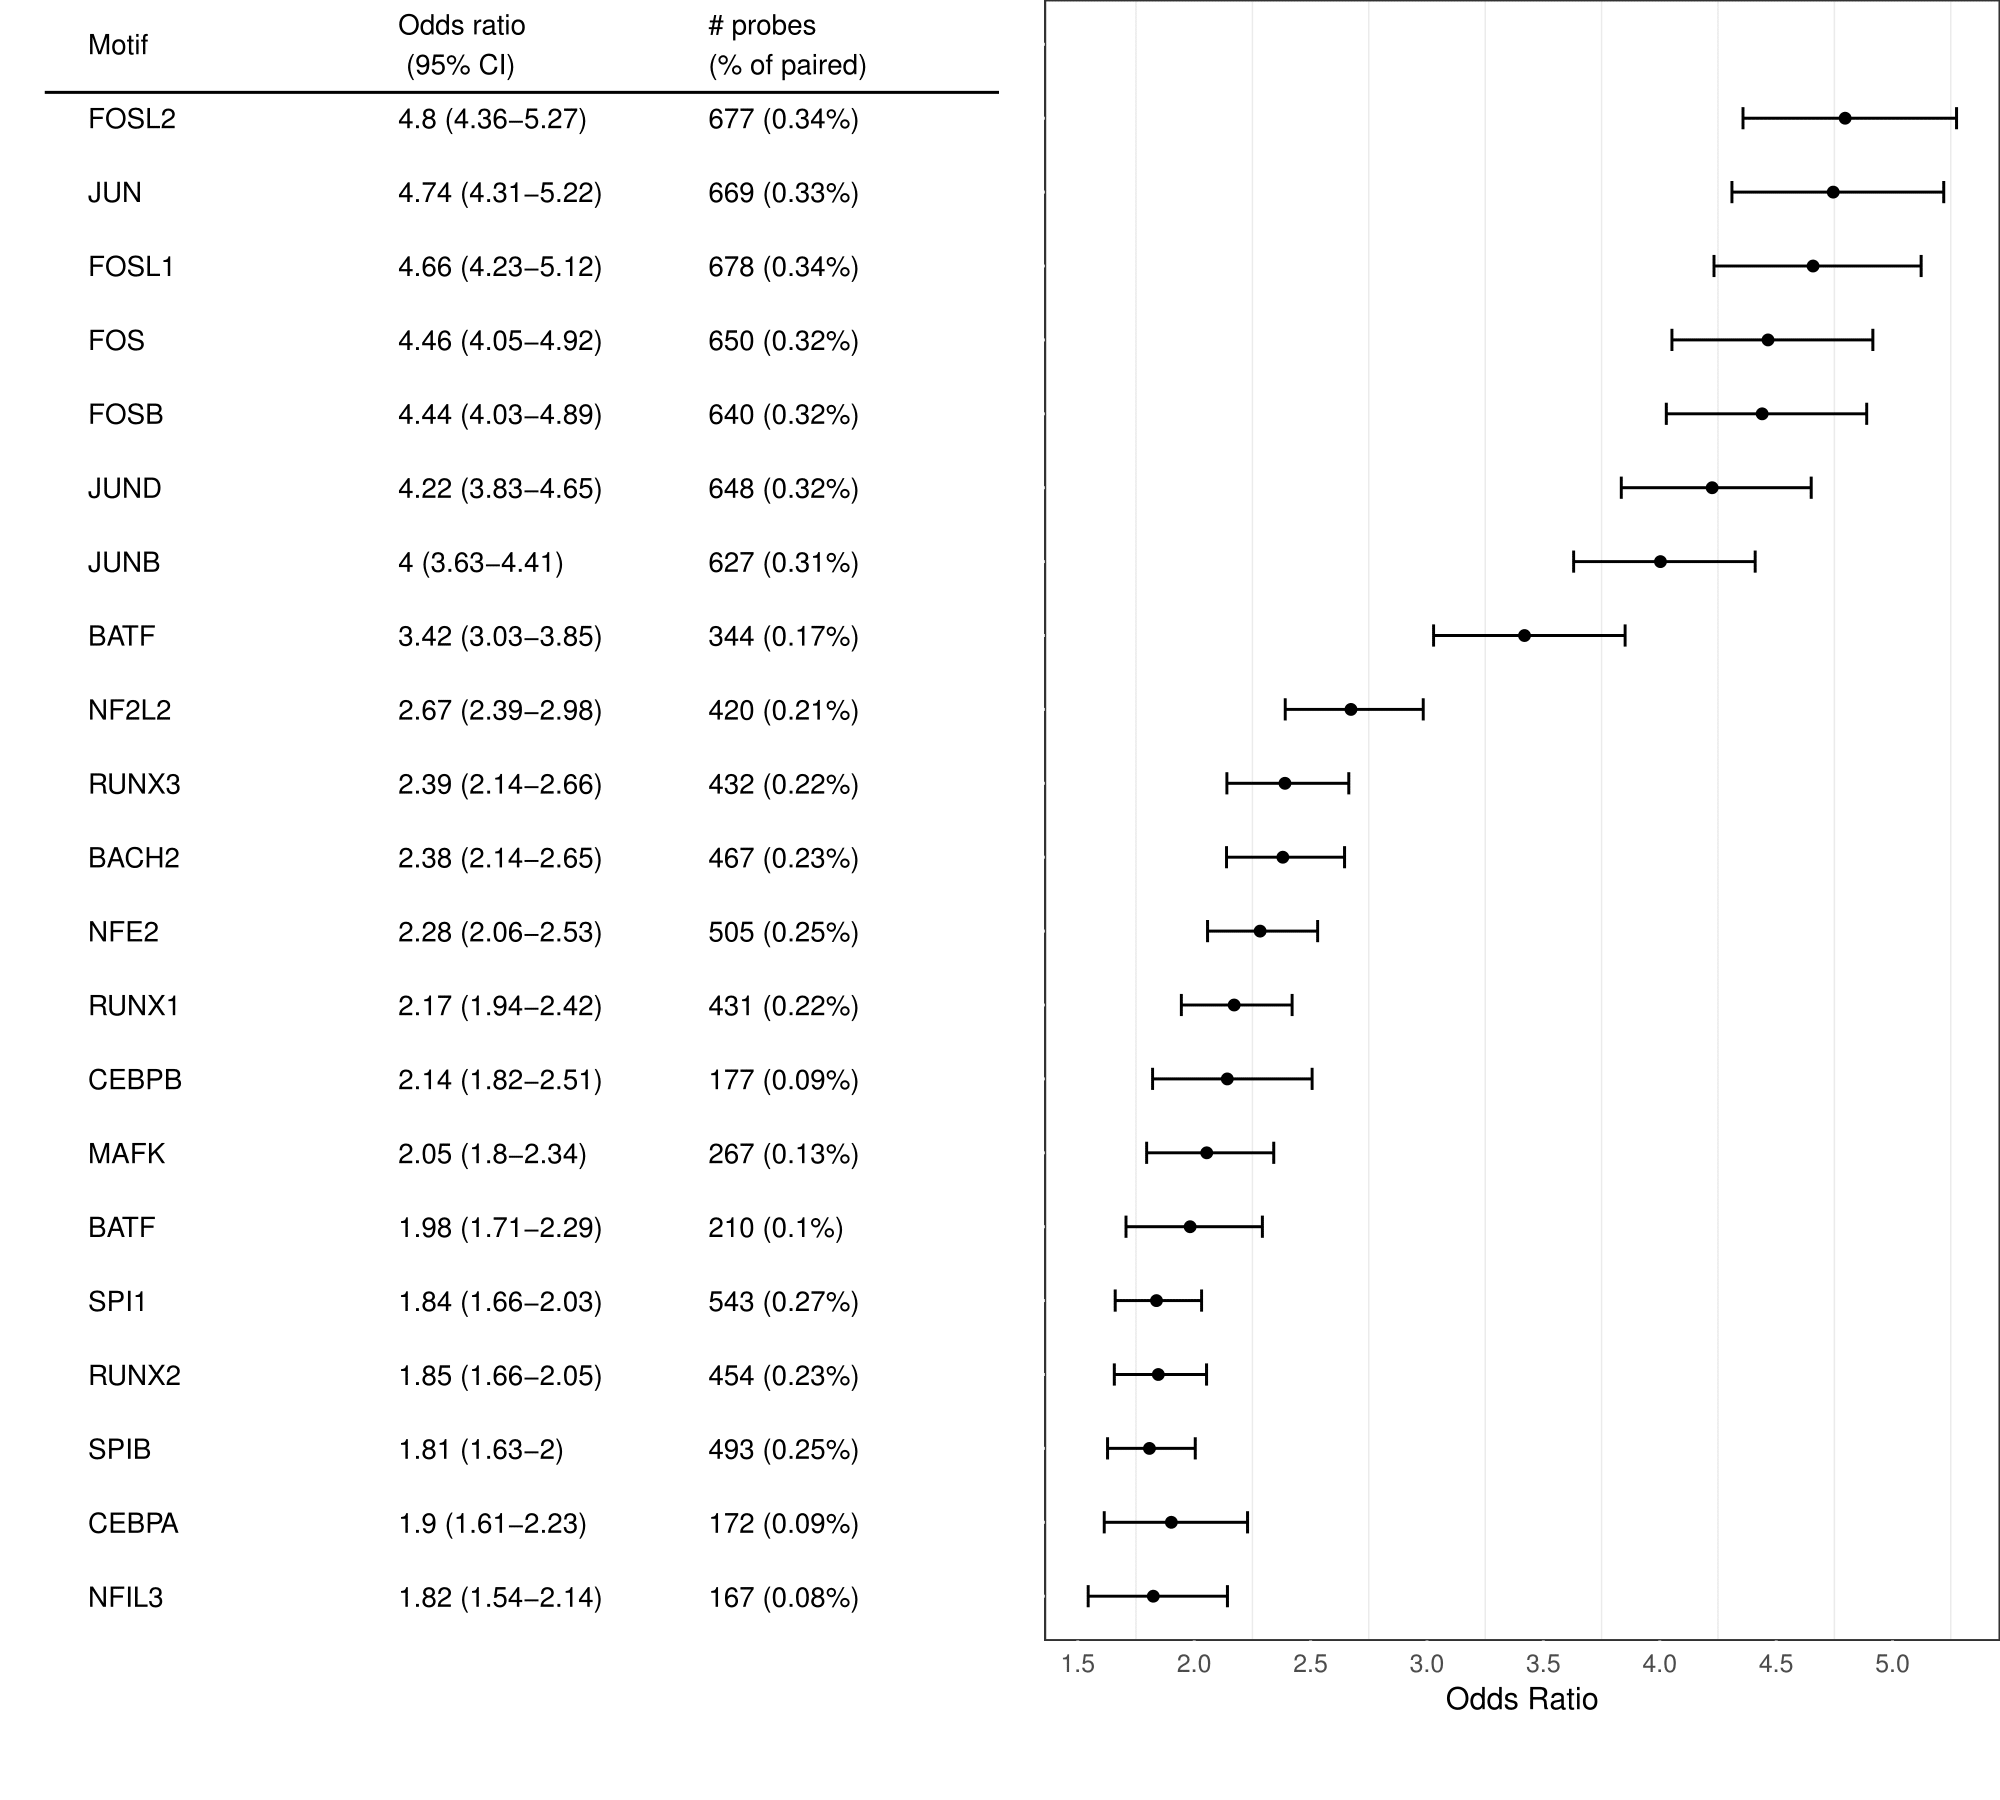 Motif
Odds ratio
(95% CI)
# probes
(% of paired)
FOSL2 4.8 (4.36−5.27) 677 (0.34%)
JUN 4.74 (4.31−5.22) 669 (0.33%)
FOSL1 4.66 (4.23−5.12) 678 (0.34%)
FOS 4.46 (4.05−4.92) 650 (0.32%)
FOSB 4.44 (4.03−4.89) 640 (0.32%)
JUND 4.22 (3.83−4.65) 648 (0.32%)
JUNB 4 (3.63−4.41) 627 (0.31%)
BATF 3.42 (3.03−3.85) 344 (0.17%)
NF2L2 2.67 (2.39−2.98) 420 (0.21%)
RUNX3 2.39 (2.14−2.66) 432 (0.22%)
BACH2 2.38 (2.14−2.65) 467 (0.23%)
NFE2 2.28 (2.06−2.53) 505 (0.25%)
RUNX1 2.17 (1.94−2.42) 431 (0.22%)
CEBPB 2.14 (1.82−2.51) 177 (0.09%)
MAFK 2.05 (1.8−2.34) 267 (0.13%)
BATF 1.98 (1.71−2.29) 210 (0.1%)
SPI1 1.84 (1.66−2.03) 543 (0.27%)
RUNX2 1.85 (1.66−2.05) 454 (0.23%)
SPIB 1.81 (1.63−2) 493 (0.25%)
CEBPA 1.9 (1.61−2.23) 172 (0.09%)
NFIL3 1.82 (1.54−2.14) 167 (0.08%)
1.5 2.0 2.5 3.0 3.5 4.0 4.5 5.0
Odds Ratio